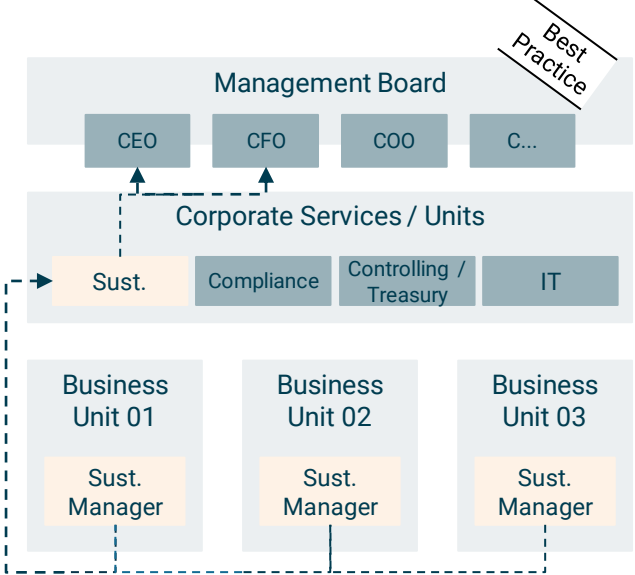 Best
Practice
Management Board
CEO
CFO
COO
C...
Corporate Services / Units
Sust.
Compliance
Controlling /
Treasury
IT
Business
Unit 01
Business
Unit 02
Business
Unit 03
Sust.
Manager
Sust.
Manager
Sust.
Manager